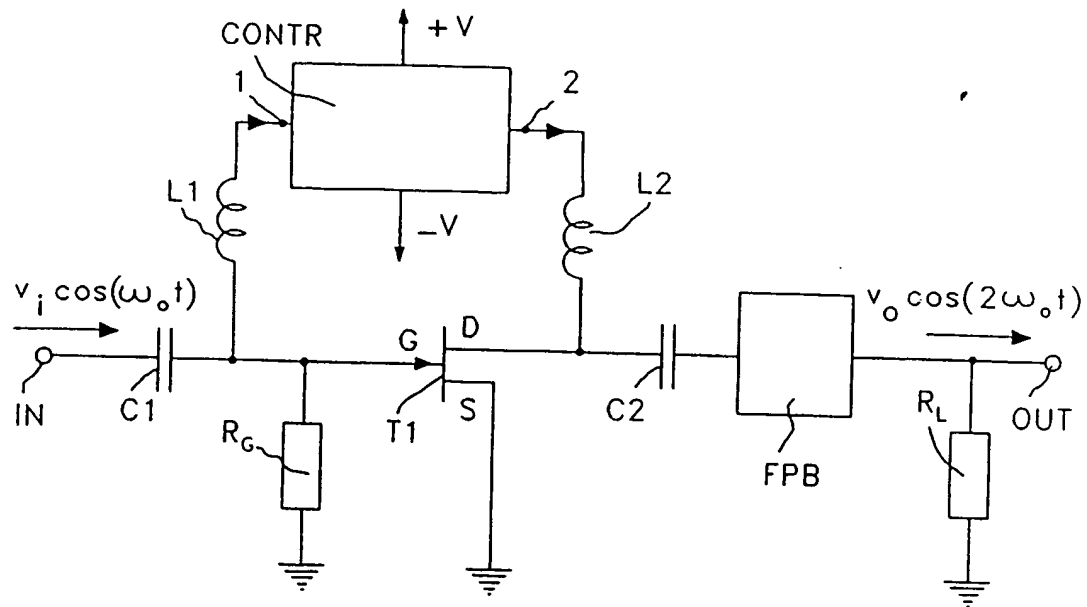 CONTR
+V
1
2
L1
L2
−V
v_i cos(ω_o t)
v_o cos(2ω_o t)
G
D
S
IN
C1
T1
C2
R_G
FPB
R_L
OUT